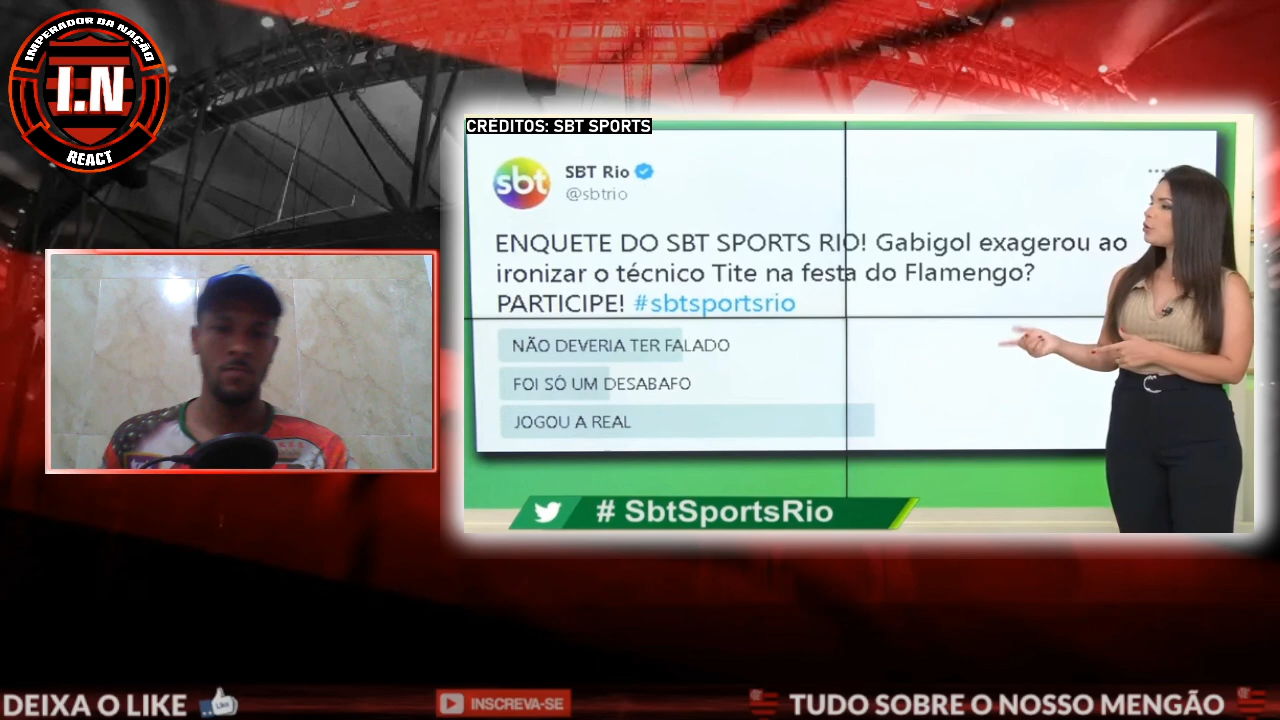 IMPERADOR DA NAÇÃO
I.N
REACT
CRÉDITOS: SBT SPORTS
sbt
SBT Rio
@sbtrio
ENQUETE DO SBT SPORTS RIO! Gabigol exagerou ao
ironizar o técnico Tite na festa do Flamengo?
PARTICIPE! #sbtsportsrio
NÃO DEVERIA TER FALADO
FOI SÓ UM DESABAFO
JOGOU A REAL
# SbtSportsRio
DEIXA O LIKE
Like
INSCREVA-SE
TUDO SOBRE O NOSSO MENGÃO